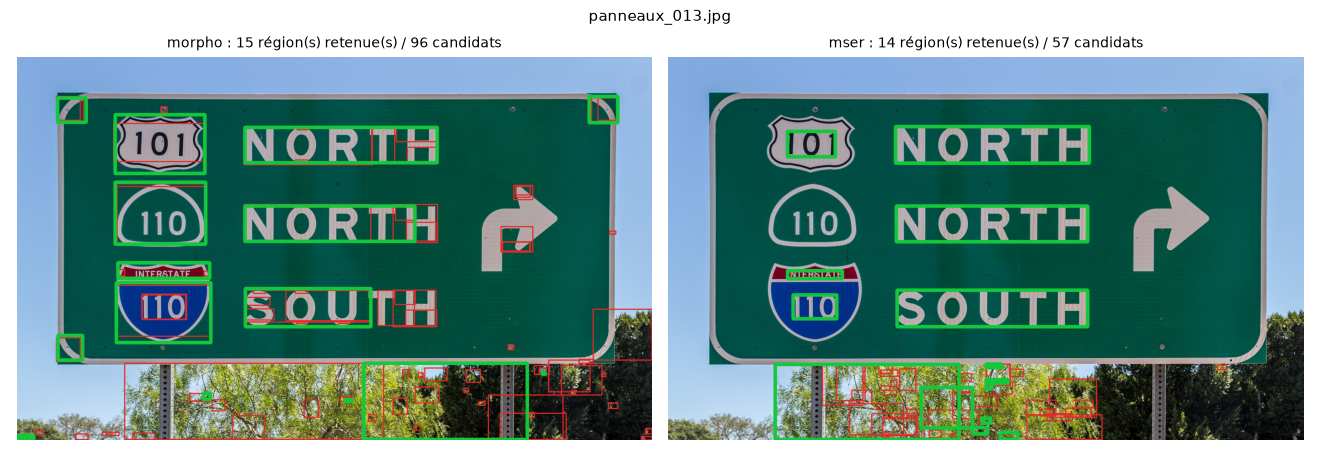 panneaux_013.jpg
morpho : 15 région(s) retenue(s) / 96 candidats
mser : 14 région(s) retenue(s) / 57 candidats
101 NORTH
110 NORTH
INTERSTATE
110 SOUTH
101 NORTH
110 NORTH
INTERSTATE
110 SOUTH